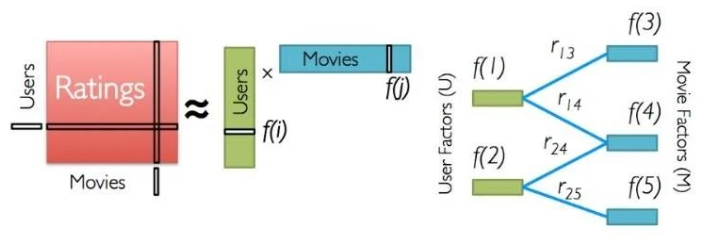 Users
Ratings
Movies
≈
Users
×
Movies
f(i)
f(j)
User Factors (U)
f(1)
f(2)
r13
r14
r24
r25
f(3)
f(4)
f(5)
Movie Factors (M)